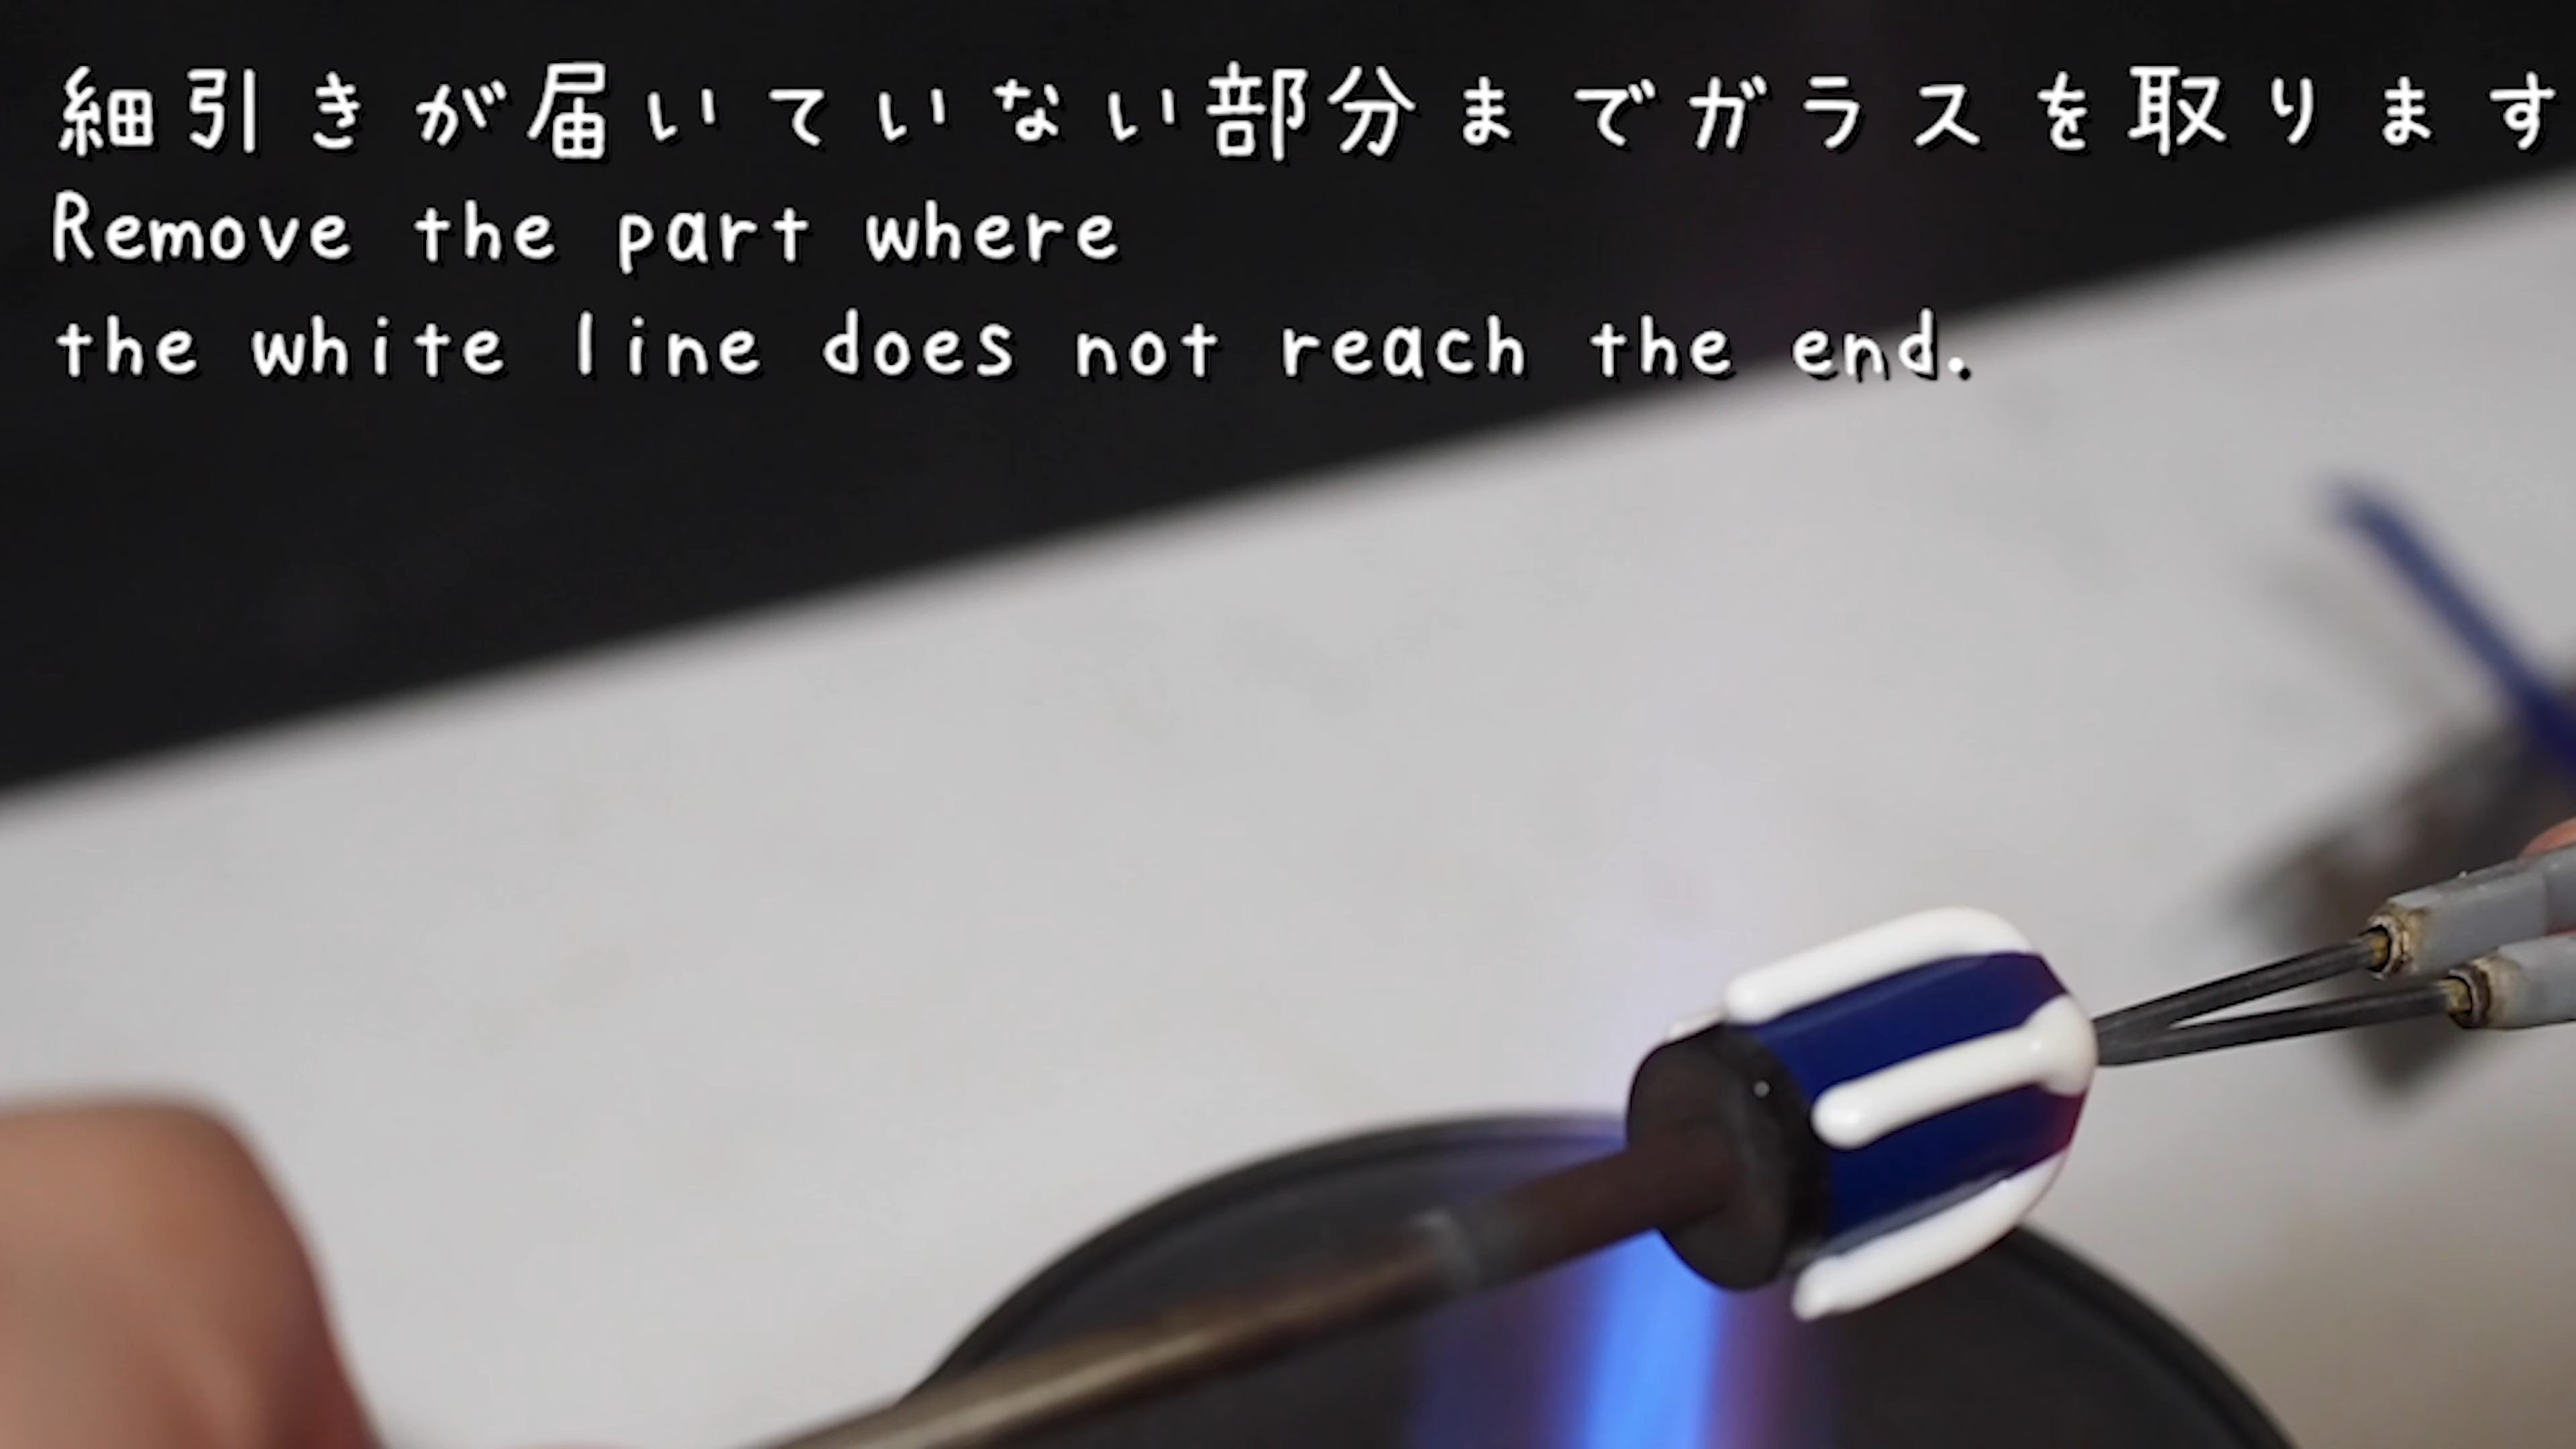 細引きが届いていない部分までガラスを取ります
Remove the part where
the white line does not reach the end.